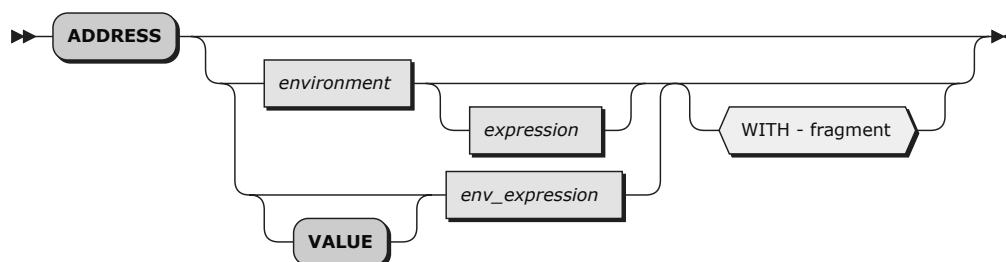 ADDRESS
environment
expression
WITH - fragment
env_expression
VALUE